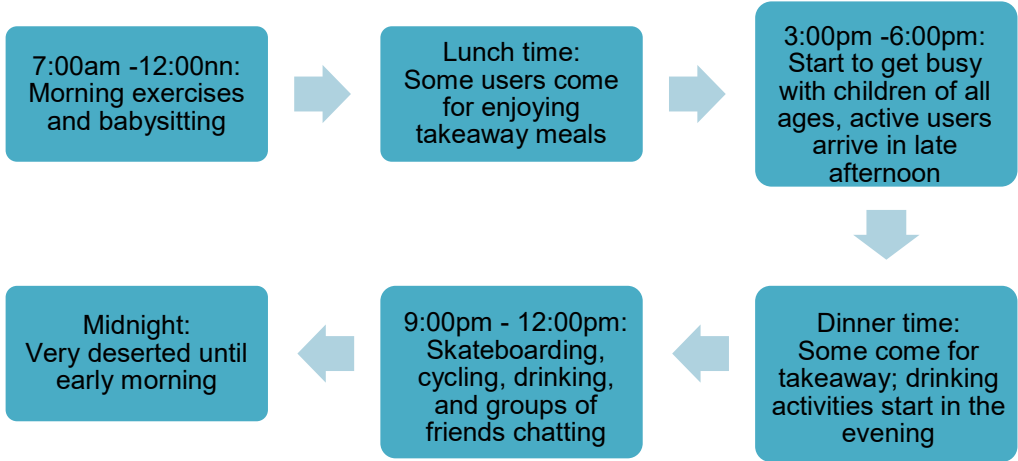 7:00am -12:00nn:
Morning exercises
and babysitting
Lunch time:
Some users come
for enjoying
takeaway meals
3:00pm -6:00pm:
Start to get busy
with children of all
ages, active users
arrive in late
afternoon
Dinner time:
Some come for
takeaway; drinking
activities start in the
evening
9:00pm - 12:00pm:
Skateboarding,
cycling, drinking,
and groups of
friends chatting
Midnight:
Very deserted until
early morning